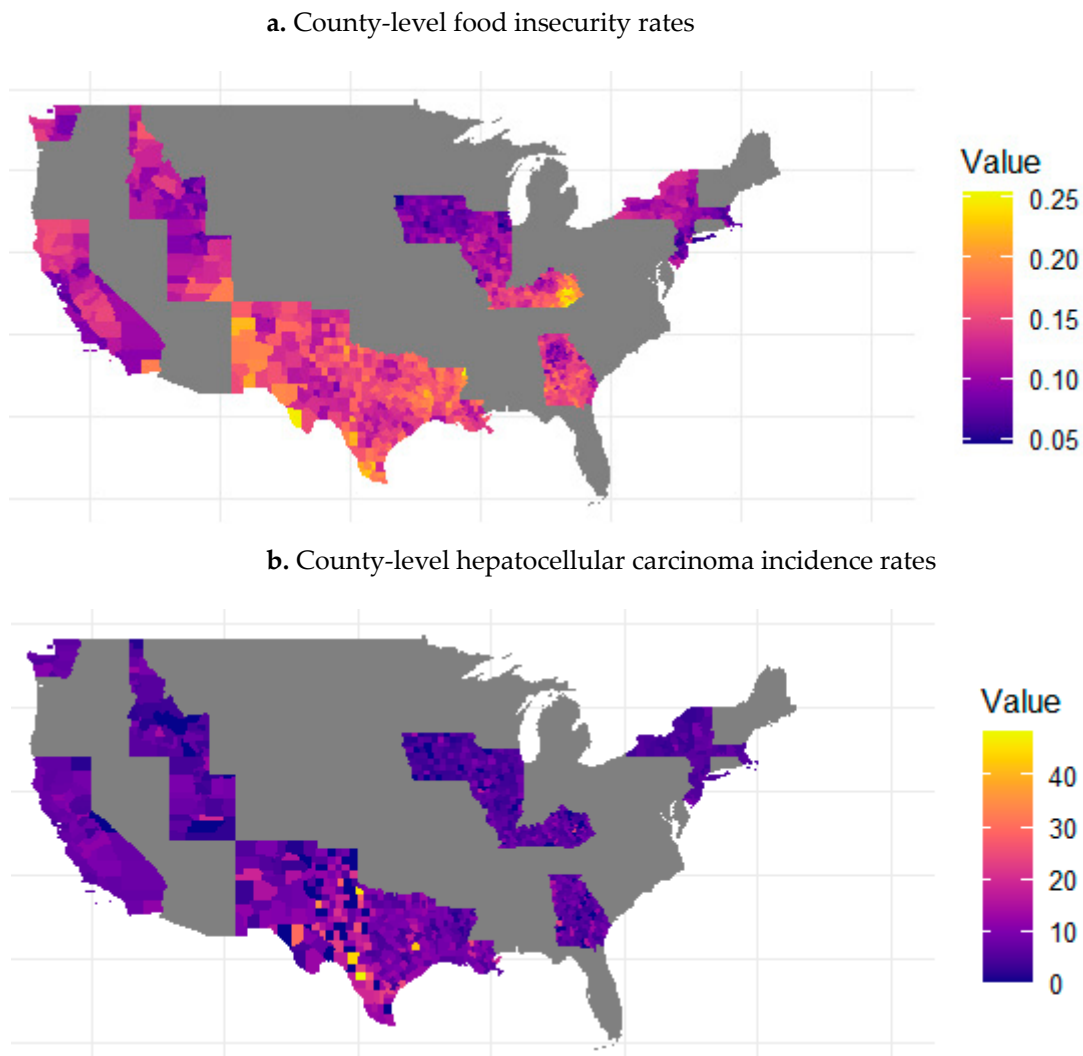 a. County-level food insecurity rates
Value
0.25
0.20
0.15
0.10
0.05
b. County-level hepatocellular carcinoma incidence rates
Value
40
30
20
10
0